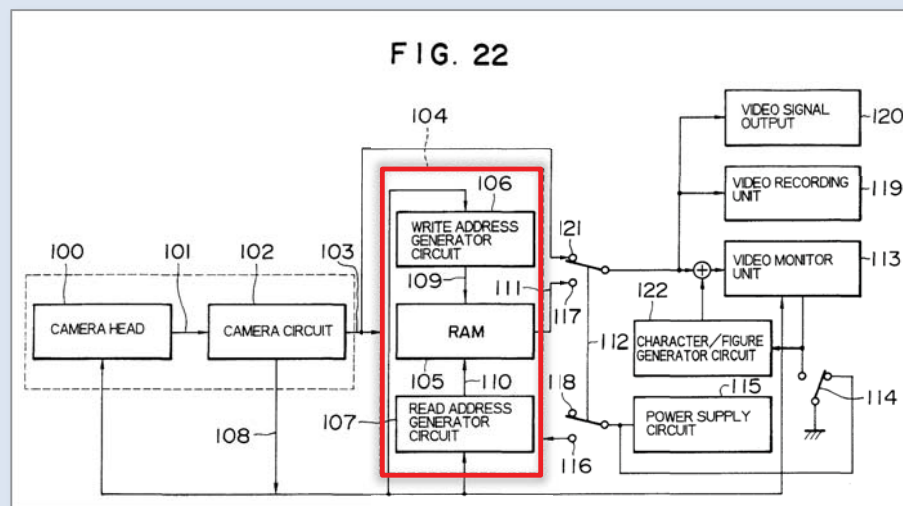 FIG. 22
104
VIDEO SIGNAL
OUTPUT
120
106
VIDEO RECORDING
UNIT
119
WRITE ADDRESS
GENERATOR
CIRCUIT
121
100
101
102
103
109
111
117
VIDEO MONITOR
UNIT
113
122
CAMERA HEAD
CAMERA CIRCUIT
RAM
112
CHARACTER/FIGURE
GENERATOR CIRCUIT
105
110
118
115
114
107
READ ADDRESS
GENERATOR
CIRCUIT
POWER SUPPLY
CIRCUIT
108
116